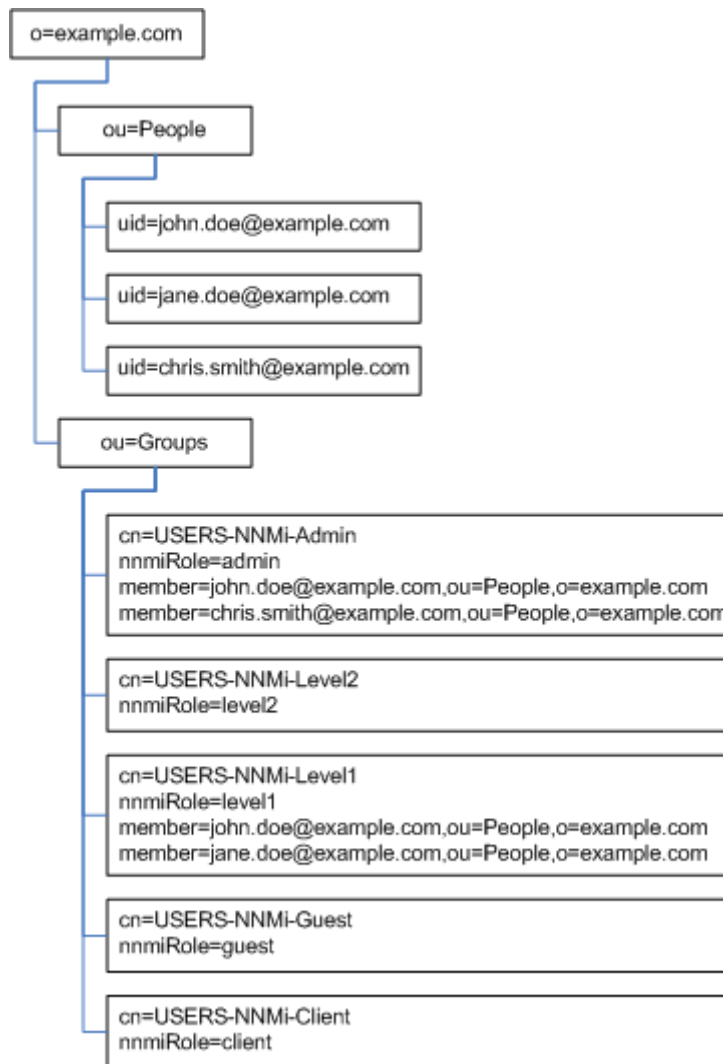 o=example.com
ou=People
uid=john.doe@example.com
uid=jane.doe@example.com
uid=chris.smith@example.com
ou=Groups
cn=USERS-NNMi-Admin
nnmiRole=admin
member=john.doe@example.com,ou=People,o=example.com
member=chris.smith@example.com,ou=People,o=example.com
cn=USERS-NNMi-Level2
nnmiRole=level2
cn=USERS-NNMi-Level1
nnmiRole=level1
member=john.doe@example.com,ou=People,o=example.com
member=jane.doe@example.com,ou=People,o=example.com
cn=USERS-NNMi-Guest
nnmiRole=guest
cn=USERS-NNMi-Client
nnmiRole=client